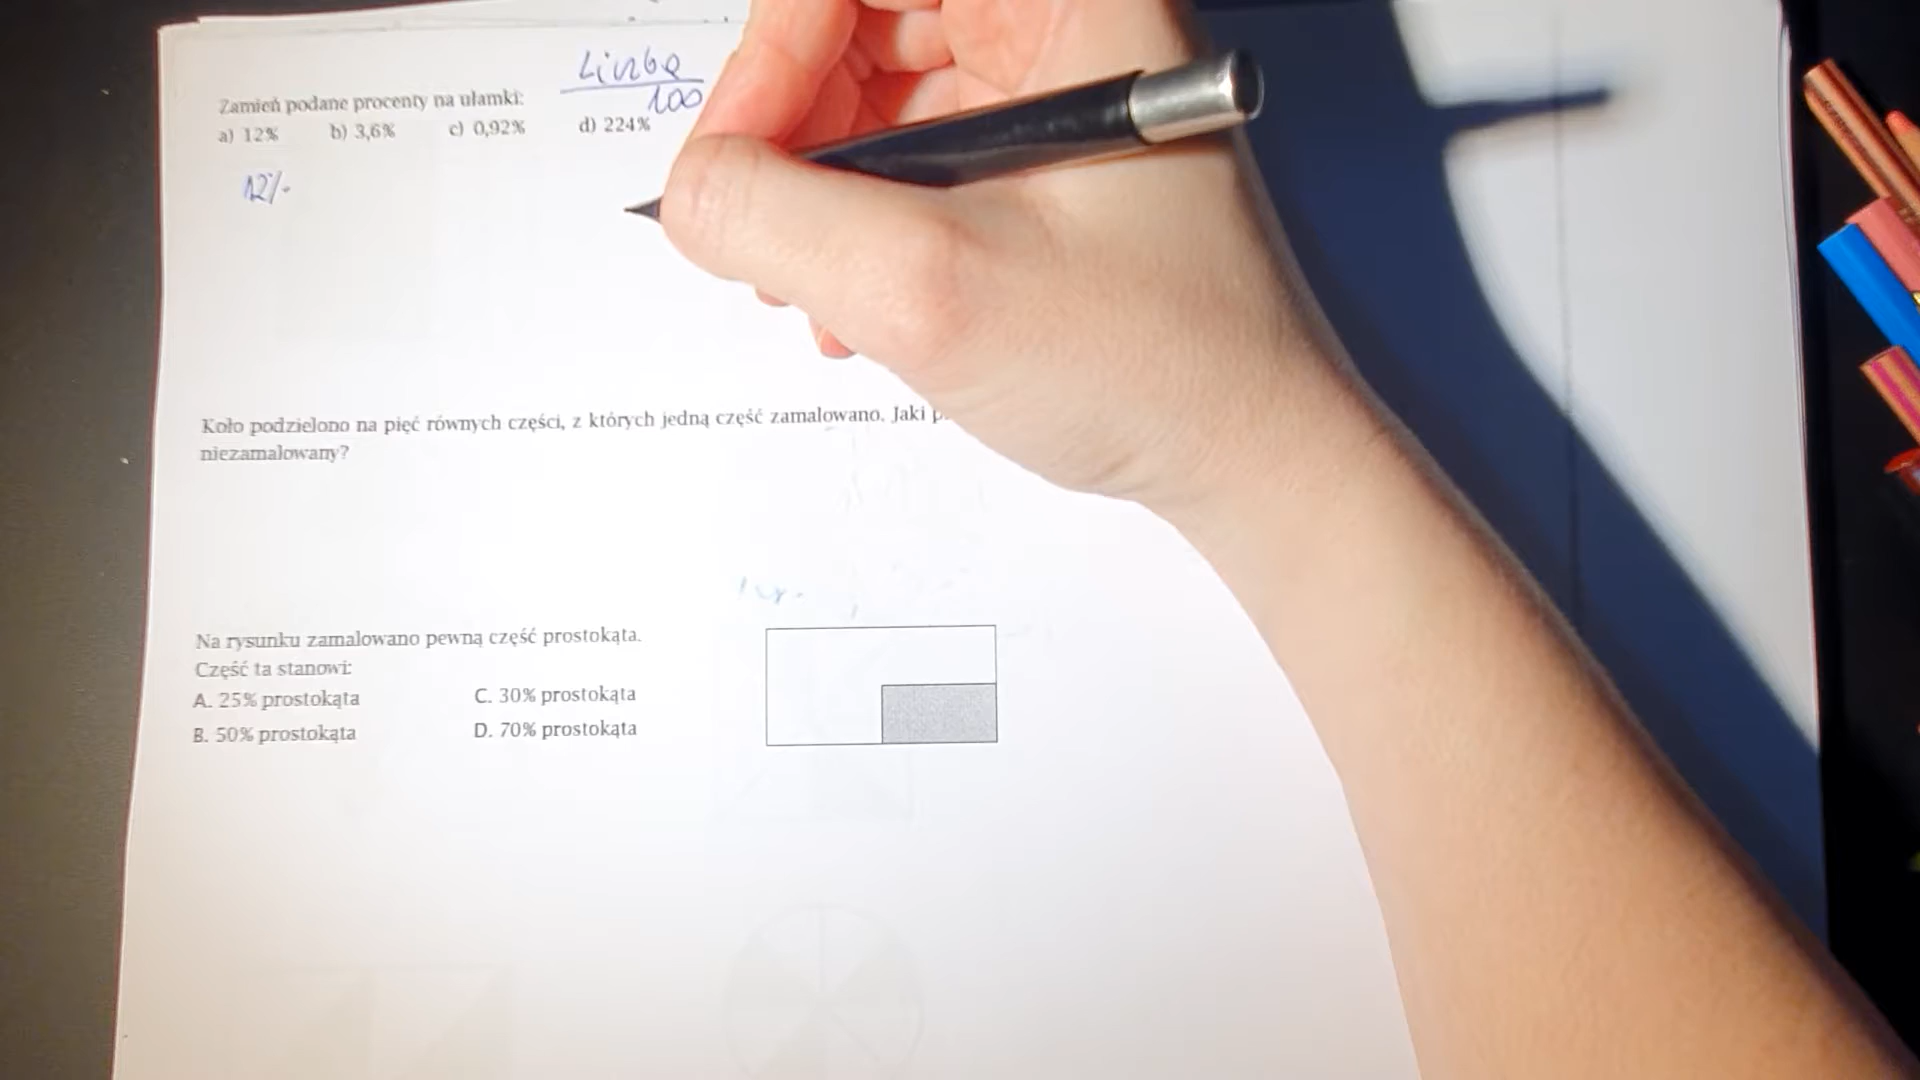 Liczba
100
Zamień podane procenty na ułamki:
a) 12% b) 3,6% c) 0,92% d) 224%
12%
Koło podzielono na pięć równych części, z których jedną część zamalowano. Jaki
niezamalowany?
Na rysunku zamalowano pewną część prostokąta.
Część ta stanowi:
A. 25% prostokąta C. 30% prostokąta
B. 50% prostokąta D. 70% prostokąta